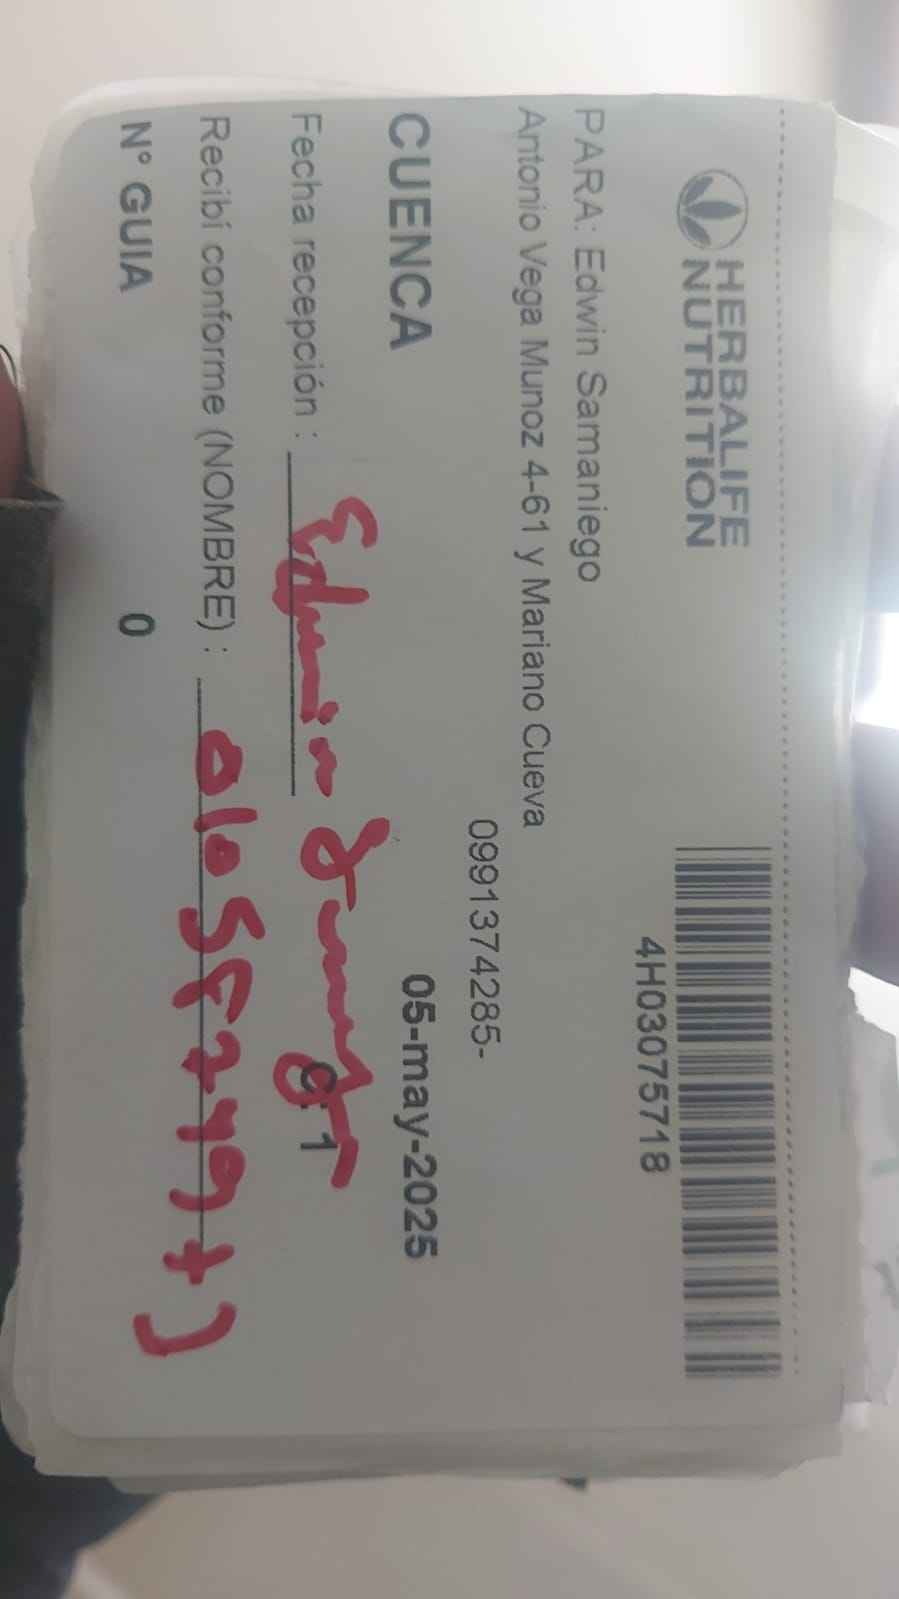 HERBALIFE
NUTRITION
4H03075718
PARA: Edwin Samaniego
Antonio Vega Munoz 4-61 y Mariano Cueva
0991374285-
CUENCA 05-may-2025
Fecha recepción : Edwin 1
Recibí conforme (NOMBRE) :
N° GUIA 0